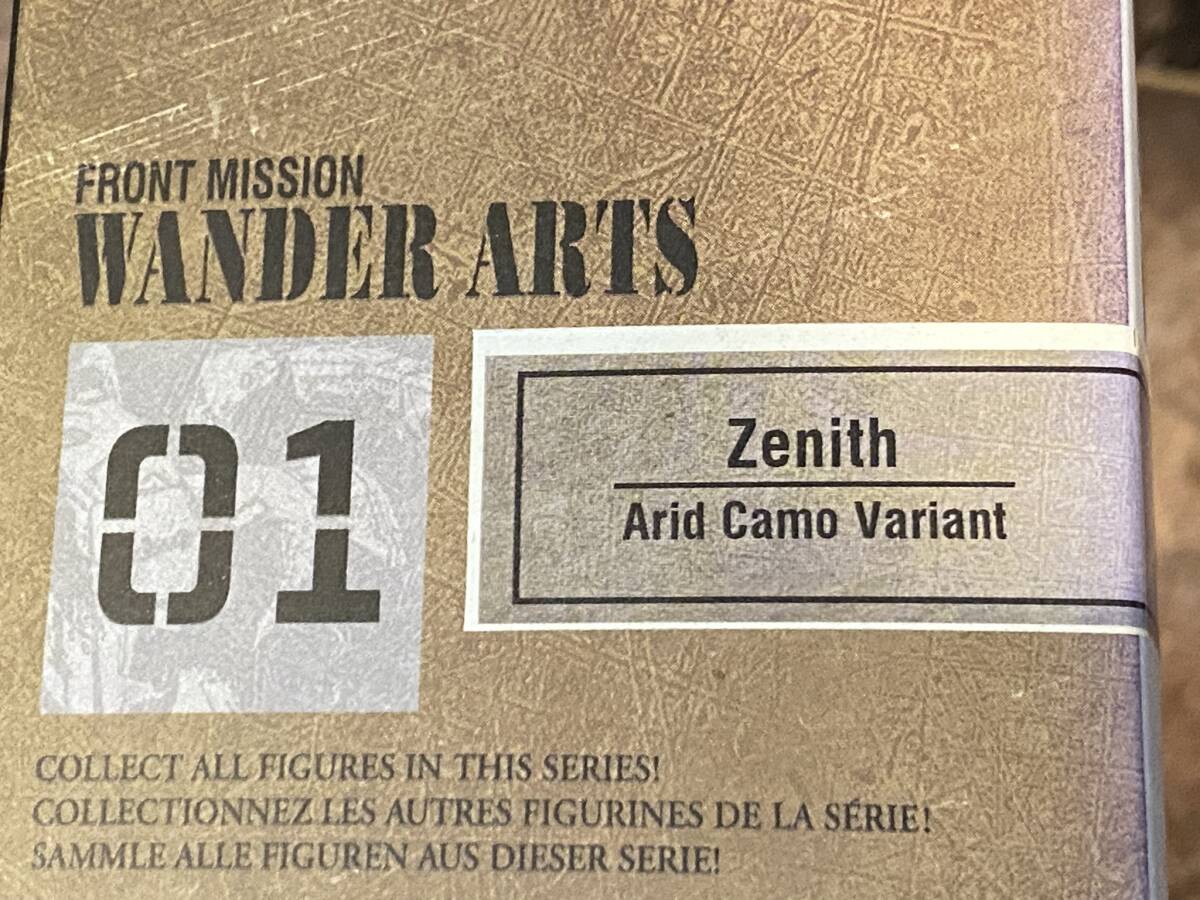 FRONT MISSION
WANDER ARTS
01
Zenith
Arid Camo Variant
COLLECT ALL FIGURES IN THIS SERIES!
COLLECTIONNEZ LES AUTRES FIGURINES DE LA SÉRIE!
SAMMLE ALLE FIGUREN AUS DIESER SERIE!